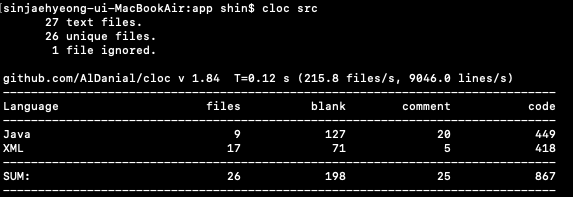 [sinjaehyeong-ui-MacBookAir:app shin$ cloc src
      27 text files.
      26 unique files.
       1 file ignored.

github.com/AlDanial/cloc v 1.84  T=0.12 s (215.8 files/s, 9046.0 lines/s)
-------------------------------------------------------------------------------
Language                     files          blank        comment           code
-------------------------------------------------------------------------------
Java                             9            127             20            449
XML                             17             71              5            418
-------------------------------------------------------------------------------
SUM:                            26            198             25            867
-------------------------------------------------------------------------------